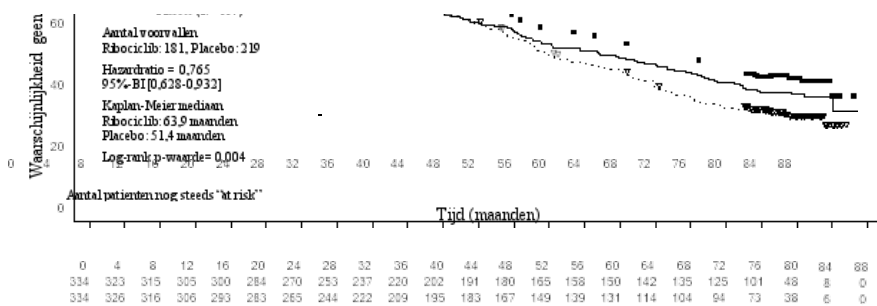 60
Aantal voorvallen
Ribociclib: 181, Placebo: 219
Hazardratio = 0,765
95%-BI [0,628-0,932]
Kaplan-Meier mediaan
Ribociclib: 63,9 maanden
Placebo: 51,4 maanden
Log-rank p-waarde= 0,004
Waarschijnlijkheid geen
40
20
0
0 4 8 12 16 20 24 28 32 36 40 44 48 52 56 60 64 68 72 76 80 84 88
Aantal patienten nog steeds "at risk"
Tijd (maanden)
0 4 8 12 16 20 24 28 32 36 40 44 48 52 56 60 64 68 72 76 80 84 88
334 323 315 305 300 284 270 253 237 220 202 191 180 165 158 150 142 135 125 101 48 8 0
334 326 316 306 293 283 265 244 222 209 195 183 167 149 139 131 114 104 94 73 38 6 0